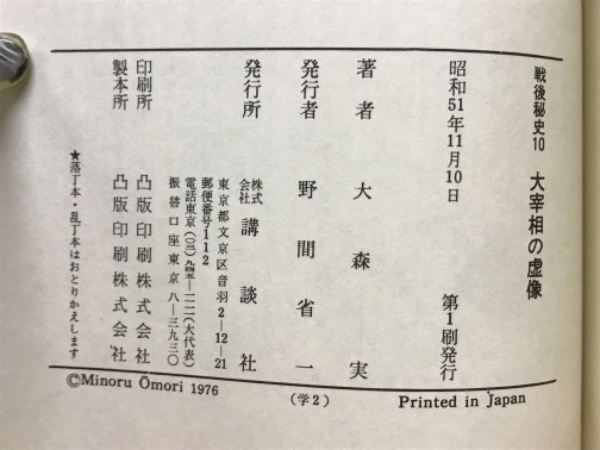 戦後秘史10 大宰相の虚像
昭和51年11月10日 第1刷発行
著者 大森 実
発行者 野間省一
発行所 株式会社 講談社
東京都文京区音羽2—12—21
郵便番号112
電話東京(〇三)九四五—一一一一(大代表)
振替口座東京八—三九三〇
印刷所 凸版印刷株式会社
製本所 凸版印刷株式会社
★落丁本・乱丁本はおとりかえします
©Minoru Ōmori 1976
(学2)
Printed in Japan